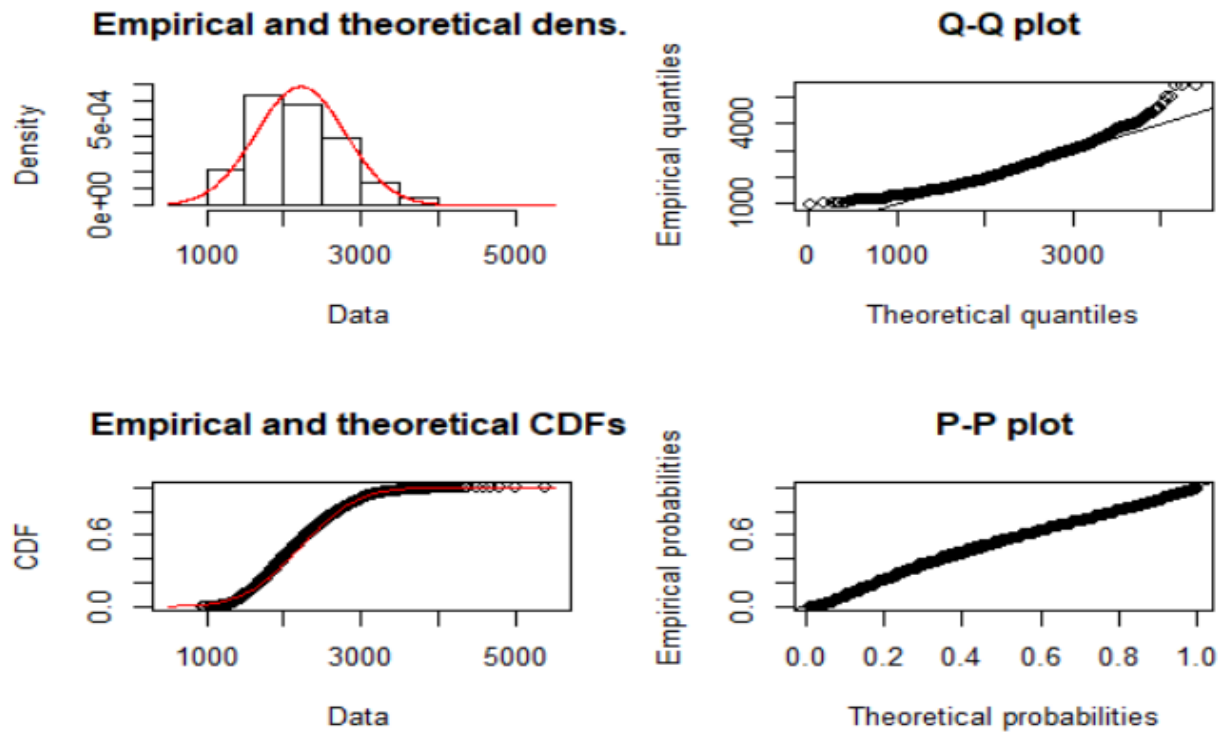 Empirical and theoretical dens.
Density
0e+00 5e-04
1000 3000 5000
Data
Q-Q plot
Empirical quantiles
1000 4000
0 1000 3000
Theoretical quantiles
Empirical and theoretical CDFs
CDF
0.0 0.6
1000 3000 5000
Data
P-P plot
Empirical probabilities
0.0 0.6
0.0 0.2 0.4 0.6 0.8 1.0
Theoretical probabilities